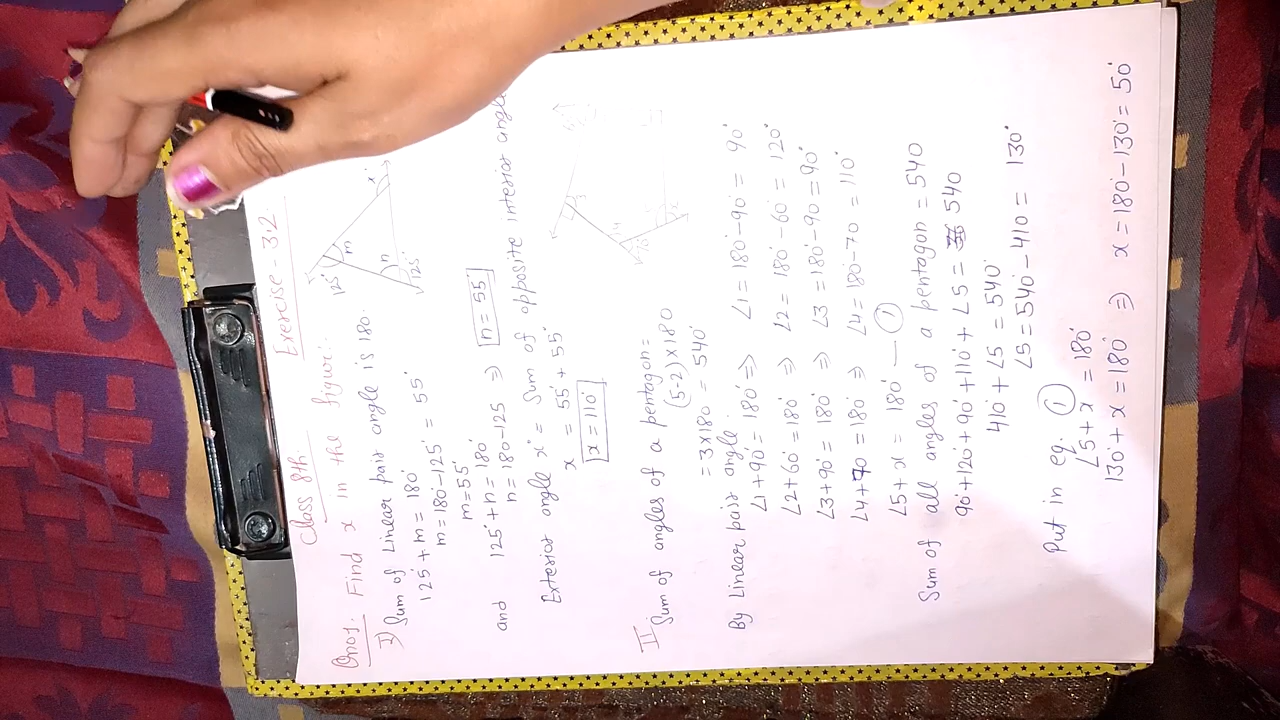 Class 8th Exercise - 3.2
Qno1. Find x in the figur:.
I) Sum of Linear pair angle is 180.
125° + m = 180°
m = 180° - 125° = 55°
m = 55°
and 125° + n = 180°
n = 180 - 125 ⇒ n = 55°
Exterior angle x° = Sum of opposite interior angle
x = 55° + 55°
x = 110°
125°
m
n
125°
x°
II
Sum of angles of a pentagon =
(5-2) × 180
= 3 × 180 = 540°
By Linear pair angle
∠1 + 90° = 180° ⇒ ∠1 = 180° - 90° = 90°
∠2 + 60° = 180° ⇒ ∠2 = 180° - 60° = 120°
∠3 + 90° = 180° ⇒ ∠3 = 180° - 90 = 90°
∠4 + 70° = 180° ⇒ ∠4 = 180° - 70 = 110°
∠5 + x = 180° — ①
Sum of all angles of a pentagon = 540
90° + 120° + 90° + 110° + ∠5 = 540
410° + ∠5 = 540°
∠5 = 540° - 410 = 130°
Put in eq. ①
∠5 + x = 180°
130° + x = 180° ⇒ x = 180° - 130° = 50°